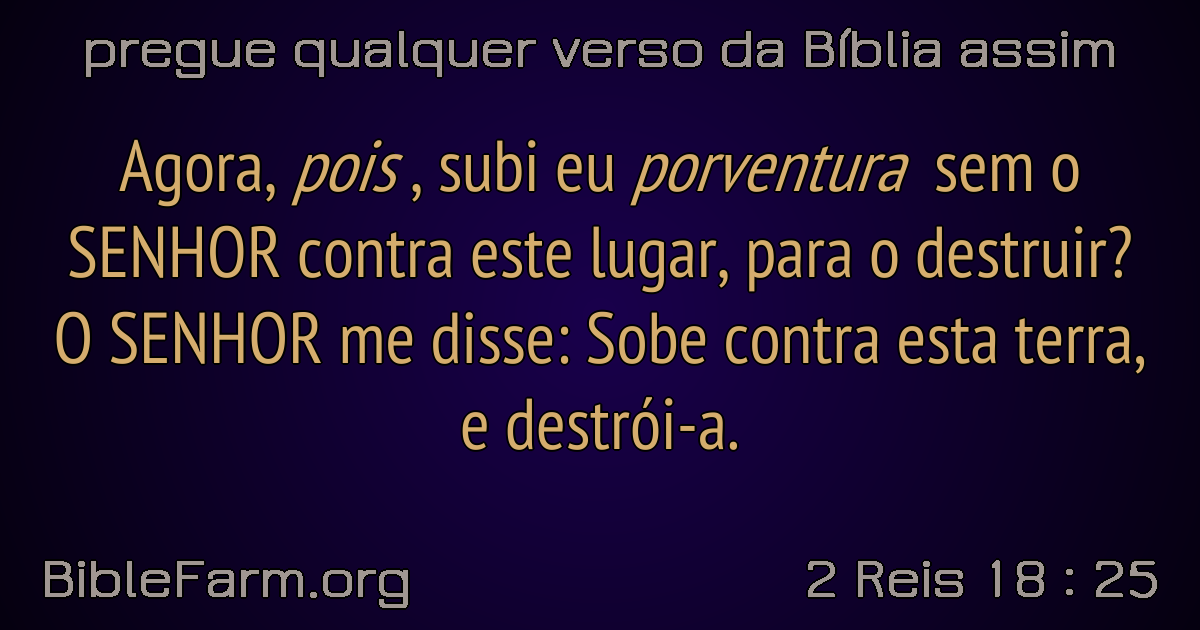 pregue qualquer verso da Bíblia assim
Agora, pois , subi eu porventura sem o
SENHOR contra este lugar, para o destruir?
O SENHOR me disse: Sobe contra esta terra,
e destrói-a.
BibleFarm.org
2 Reis 18 : 25